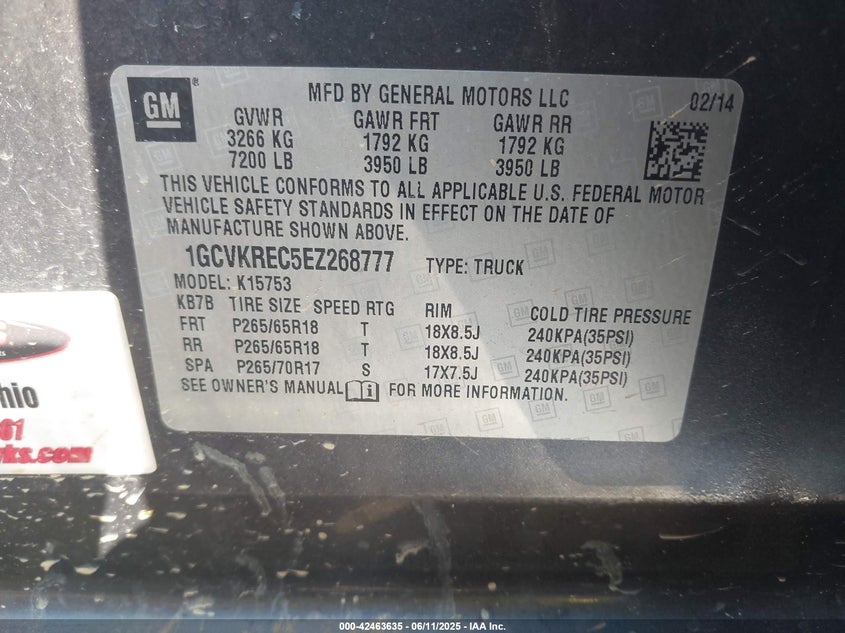 GM
MFD BY GENERAL MOTORS LLC 02/14
GVWR GAWR FRT GAWR RR
3266 KG 1792 KG 1792 KG
7200 LB 3950 LB 3950 LB
THIS VEHICLE CONFORMS TO ALL APPLICABLE U.S. FEDERAL MOTOR
VEHICLE SAFETY STANDARDS IN EFFECT ON THE DATE OF
MANUFACTURE SHOWN ABOVE.
1GCVKREC5EZ268777 TYPE: TRUCK
MODEL: K15753
KB7B TIRE SIZE SPEED RTG RIM COLD TIRE PRESSURE
FRT P265/65R18 T 18X8.5J 240KPA(35PSI)
RR P265/65R18 T 18X8.5J 240KPA(35PSI)
SPA P265/70R17 S 17X7.5J 240KPA(35PSI)
SEE OWNER'S MANUAL FOR MORE INFORMATION.
hio
61
rks.com
000-42463635 - 06/11/2025 - IAA Inc.